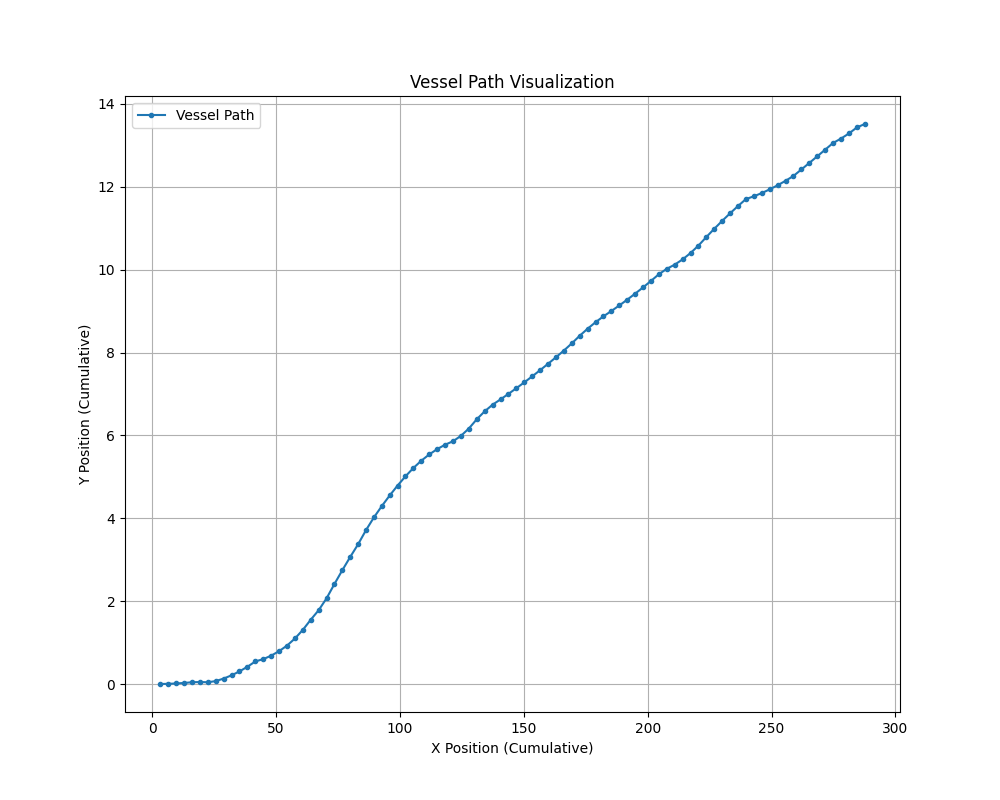 Vessel Path Visualization
Vessel Path
14
12
10
8
6
4
2
0
Y Position (Cumulative)
0 50 100 150 200 250 300
X Position (Cumulative)